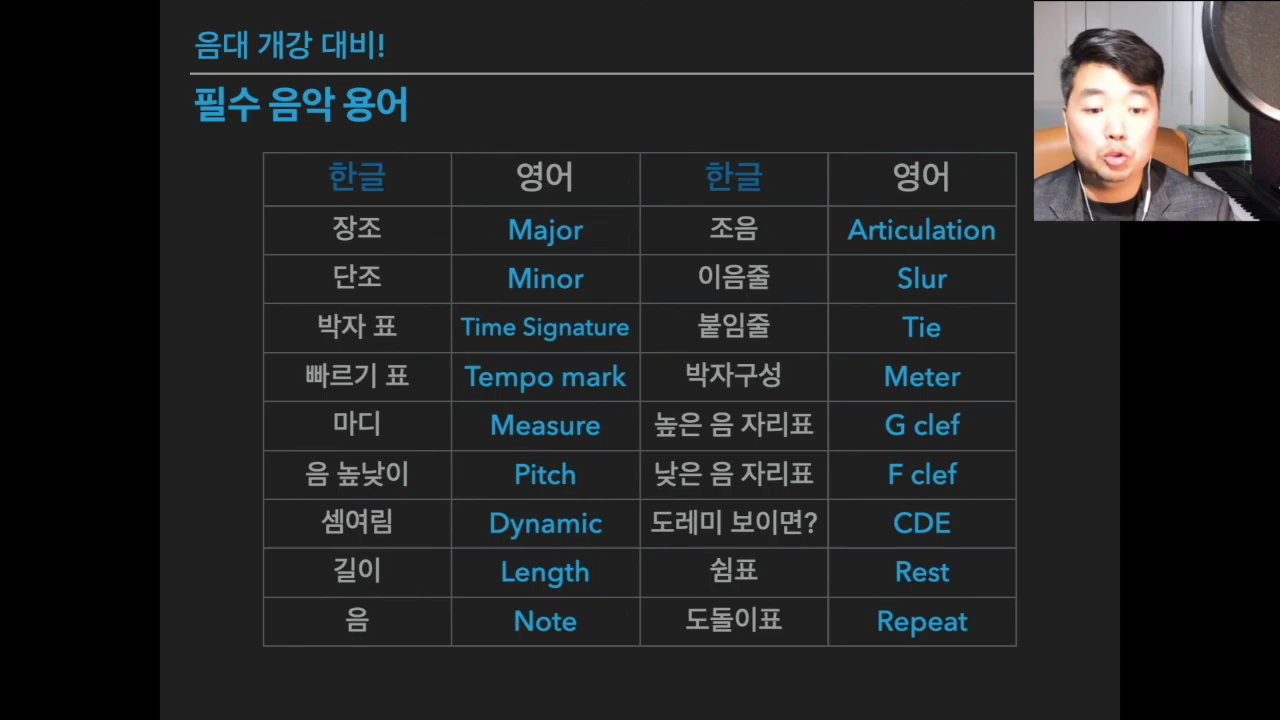 음대 개강 대비!
필수 음악 용어
한글 영어 한글 영어
장조 Major 조음 Articulation
단조 Minor 이음줄 Slur
박자 표 Time Signature 붙임줄 Tie
빠르기 표 Tempo mark 박자구성 Meter
마디 Measure 높은 음 자리표 G clef
음 높낮이 Pitch 낮은 음 자리표 F clef
셈여림 Dynamic 도레미 보이면? CDE
길이 Length 쉼표 Rest
음 Note 도돌이표 Repeat